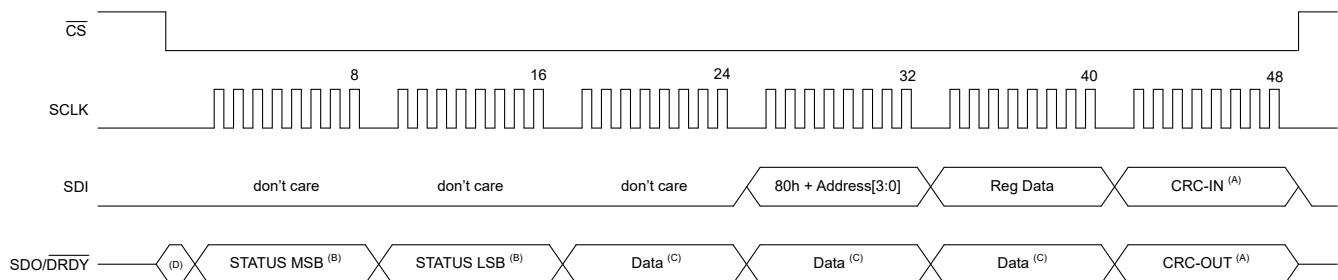 CS
8 16 24 32 40 48
SCLK
SDI don't care don't care don't care 80h + Address[3:0] Reg Data CRC-IN (A)
SDO/DRDY (D) STATUS MSB (B) STATUS LSB (B) Data (C) Data (C) Data (C) CRC-OUT (A)